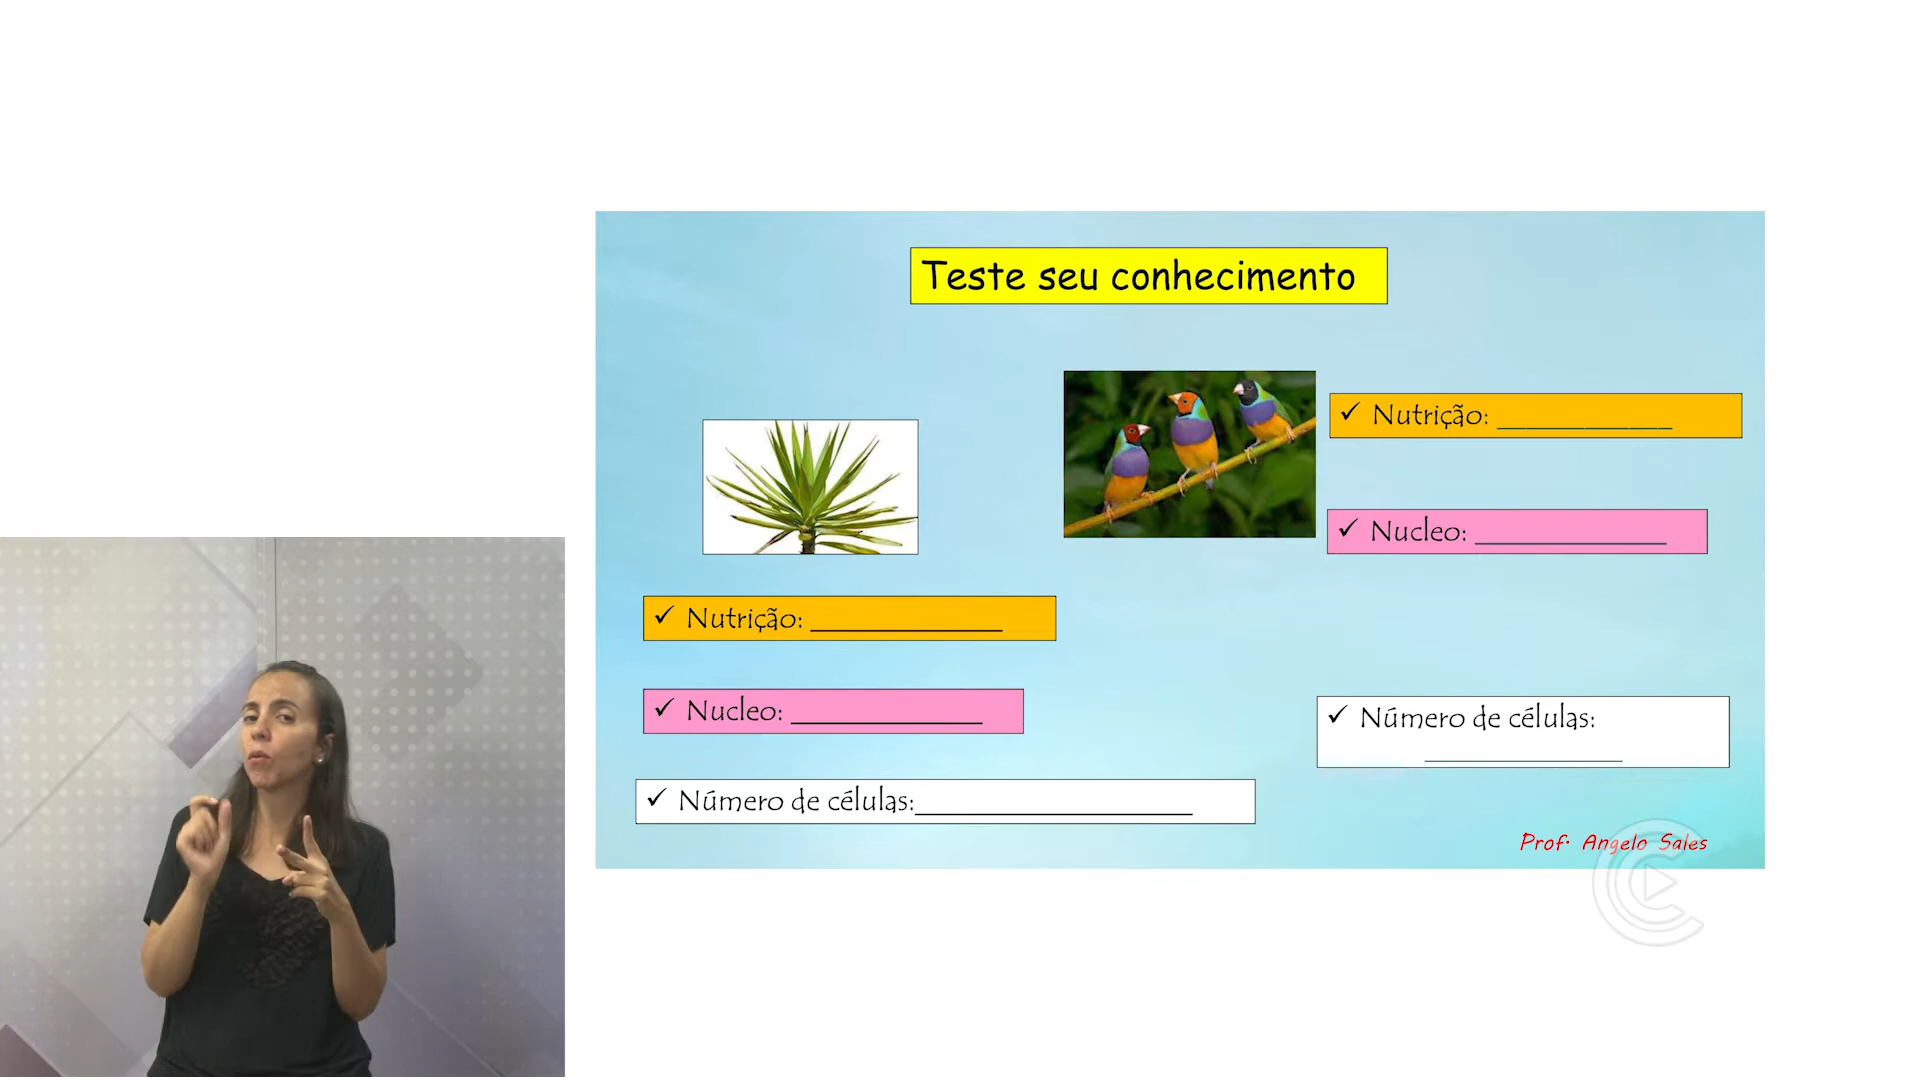 Teste seu conhecimento
✓ Nutrição: _____________
✓ Nucleo: _____________
✓ Nutrição: _____________
✓ Nucleo: _____________
✓ Número de células:
_____________
✓ Número de células:___________________
Prof. Angelo Sales